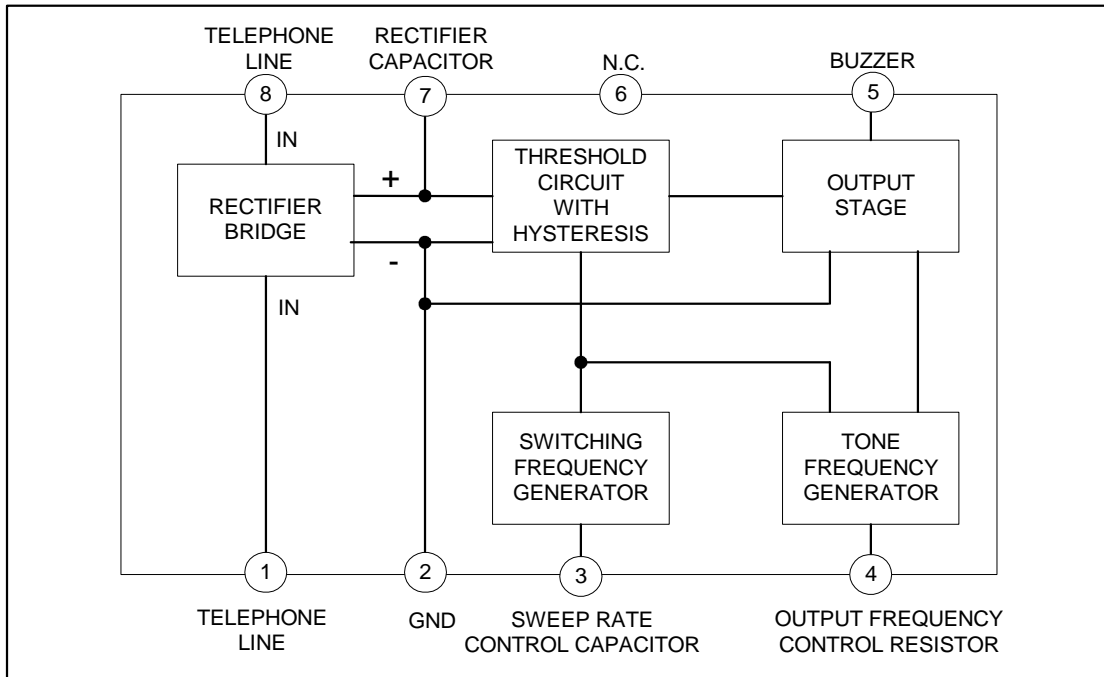 TELEPHONE
LINE
RECTIFIER
CAPACITOR
N.C.
BUZZER
8
7
6
5
IN
+
-
RECTIFIER
BRIDGE
THRESHOLD
CIRCUIT
WITH
HYSTERESIS
OUTPUT
STAGE
IN
SWITCHING
FREQUENCY
GENERATOR
TONE
FREQUENCY
GENERATOR
1
2
3
4
TELEPHONE
LINE
GND
SWEEP RATE
CONTROL CAPACITOR
OUTPUT FREQUENCY
CONTROL RESISTOR